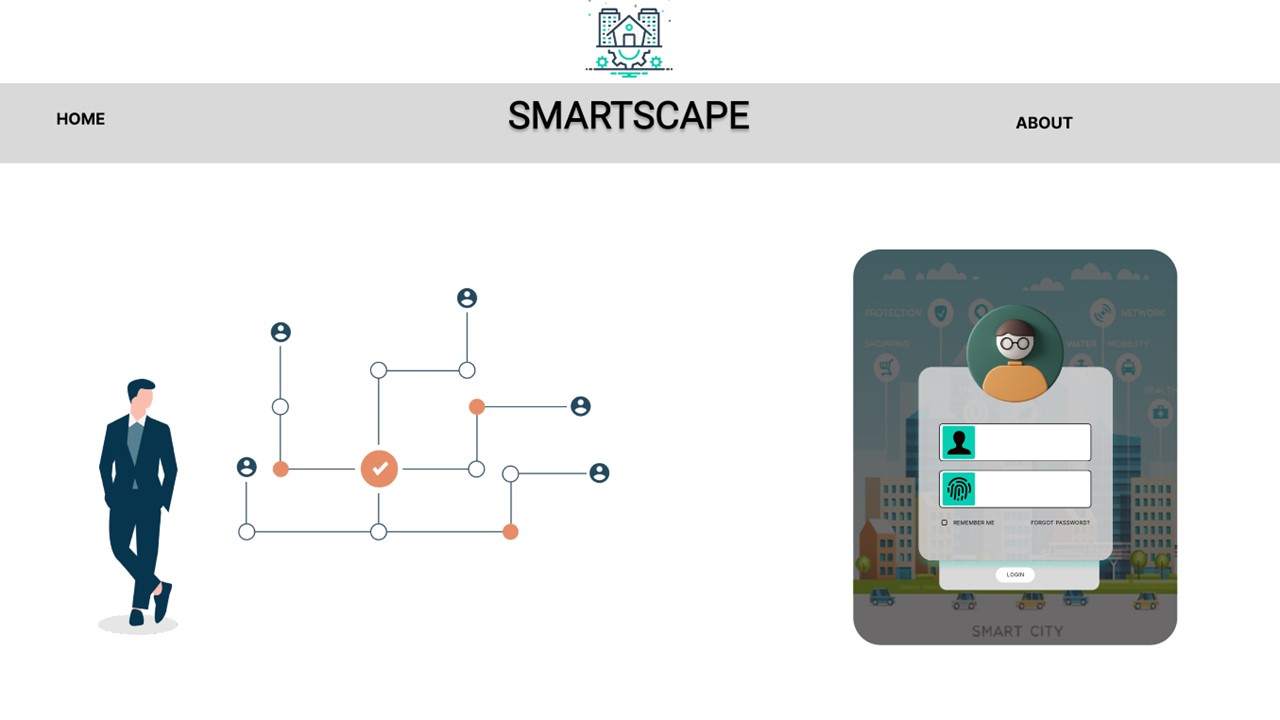 HOME
SMARTSCAPE
ABOUT
PROTECTION
NETWORK
SHOPPING
WATER
MOBILITY
HEALTH
REMEMBER ME
FORGOT PASSWORD?
LOGIN
SMART CITY